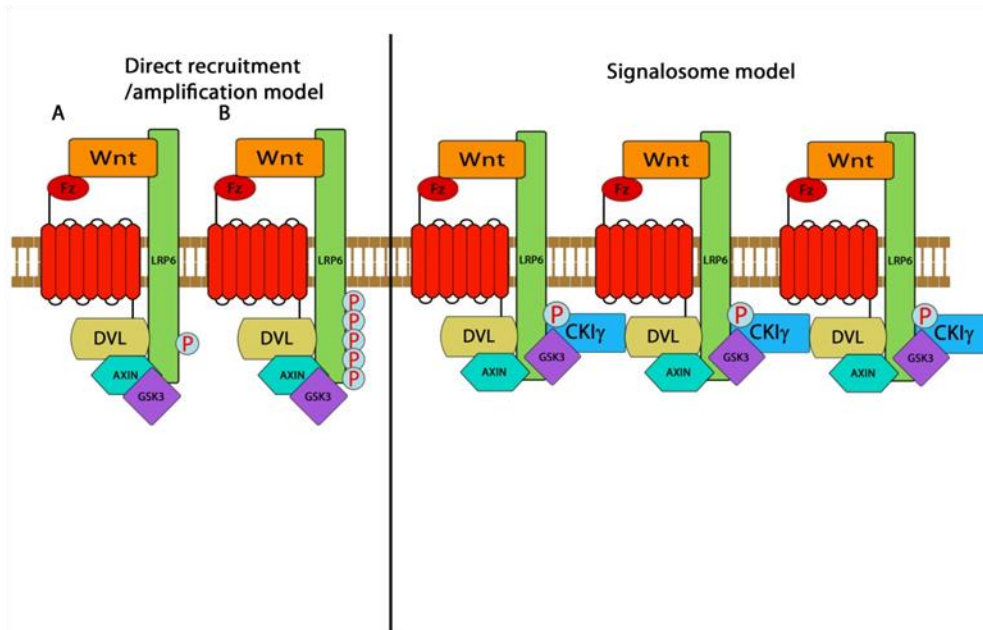 Direct recruitment
/amplification model
Signalosome model
A
B
Wnt
Wnt
Wnt
Wnt
Wnt
Fz
Fz
Fz
Fz
Fz
LRP6
LRP6
LRP6
LRP6
LRP6
P
P
P
P
P
P
P
P
P
DVL
DVL
DVL
CKIγ
DVL
CKIγ
DVL
CKIγ
AXIN
GSK3
AXIN
GSK3
AXIN
GSK3
AXIN
GSK3
AXIN
GSK3